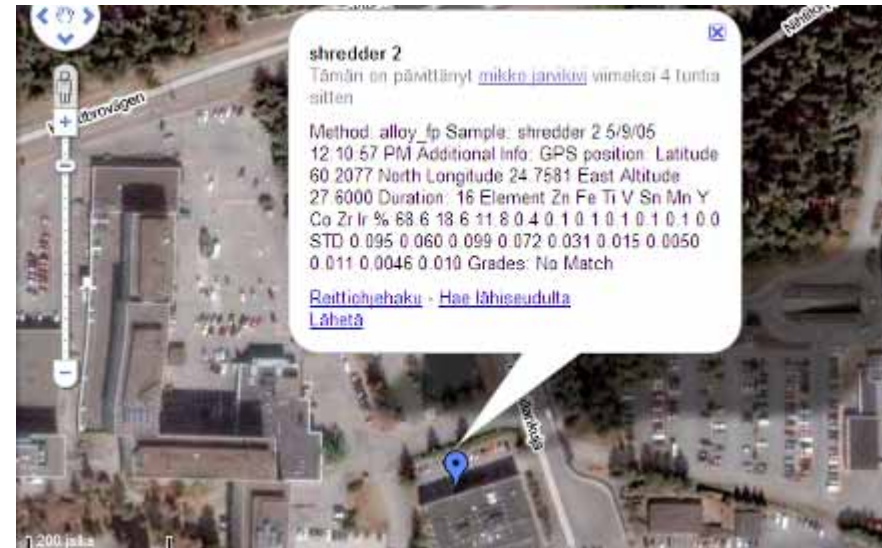 shredder 2
Tämän on päivittänyt mikko jarvikivi viimeksi 4 tuntia
sitten
Method: alloy_fp Sample: shredder 2 5/9/05
12:10:57 PM Additional Info: GPS position: Latitude
60.2077 North Longitude 24.7581 East Altitude
27.6000 Duration: 16 Element Zn Fe Ti V Sn Mn Y
Co Zr Ir % 68.6 18.6 11.8 0.4 0.1 0.1 0.1 0.1 0.1 0.0
STD 0.095 0.060 0.099 0.072 0.031 0.015 0.0050
0.011 0.0046 0.010 Grades: No Match
Reittiohjehaku - Hae lähiseudulta
Lähetä
200 jalka